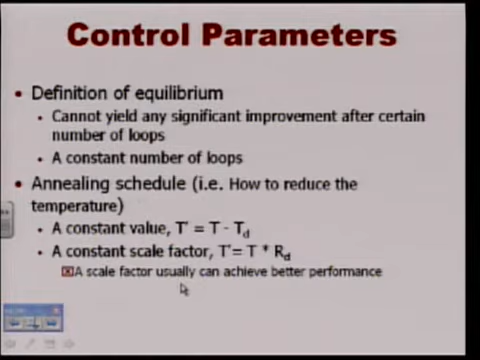 Control Parameters
• Definition of equilibrium
• Cannot yield any significant improvement after certain
number of loops
• A constant number of loops
• Annealing schedule (i.e. How to reduce the
temperature)
• A constant value, T' = T - Td
• A constant scale factor, T'= T * Rd
A scale factor usually can achieve better performance